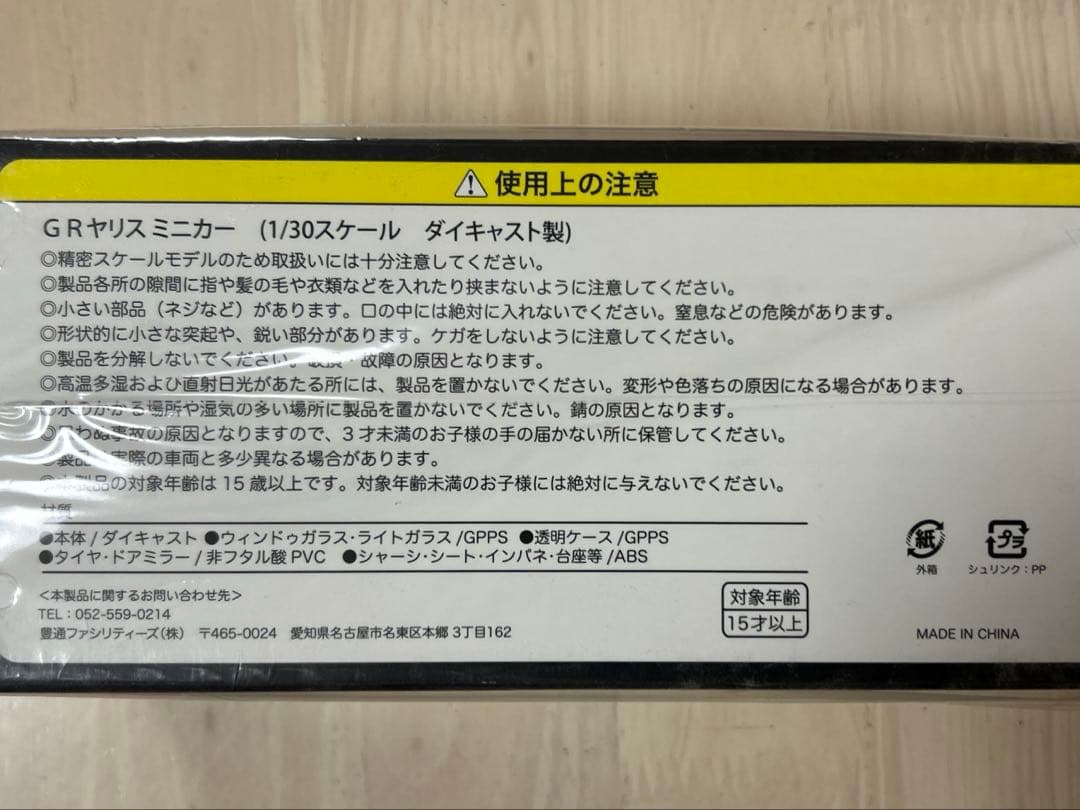 ⚠使用上の注意
GRヤリス ミニカー (1/30スケール ダイキャスト製)
◎精密スケールモデルのため取扱いには十分注意してください。
◎製品各所の隙間に指や髪の毛や衣類などを入れたり挟まないように注意してください。
◎小さい部品(ネジなど)があります。口の中には絶対に入れないでください。窒息などの危険があります。
◎形状的に小さな突起や、鋭い部分があります。ケガをしないように注意してください。
◎製品を分解しないでください。破損・故障の原因となります。
◎高温多湿および直射日光があたる所には、製品を置かないでください。変形や色落ちの原因になる場合があります。
◎水のかかる場所や湿気の多い場所に製品を置かないでください。錆の原因となります。
◎思わぬ事故の原因となりますので、3才未満のお子様の手の届かない所に保管してください。
◎製品は実際の車両と多少異なる場合があります。
◎本製品の対象年齢は15歳以上です。対象年齢未満のお子様には絶対に与えないでください。
材質
●本体/ダイキャスト ●ウィンドゥガラス・ライトガラス/GPPS ●透明ケース/GPPS
●タイヤ・ドアミラー/非フタル酸PVC ●シャーシ・シート・インパネ・台座等/ABS
紙
外箱
プラ
シュリンク:PP
<本製品に関するお問い合わせ先>
TEL:052-559-0214
豊通ファシリティーズ(株) 〒465-0024 愛知県名古屋市名東区本郷3丁目162
対象年齢
15才以上
MADE IN CHINA